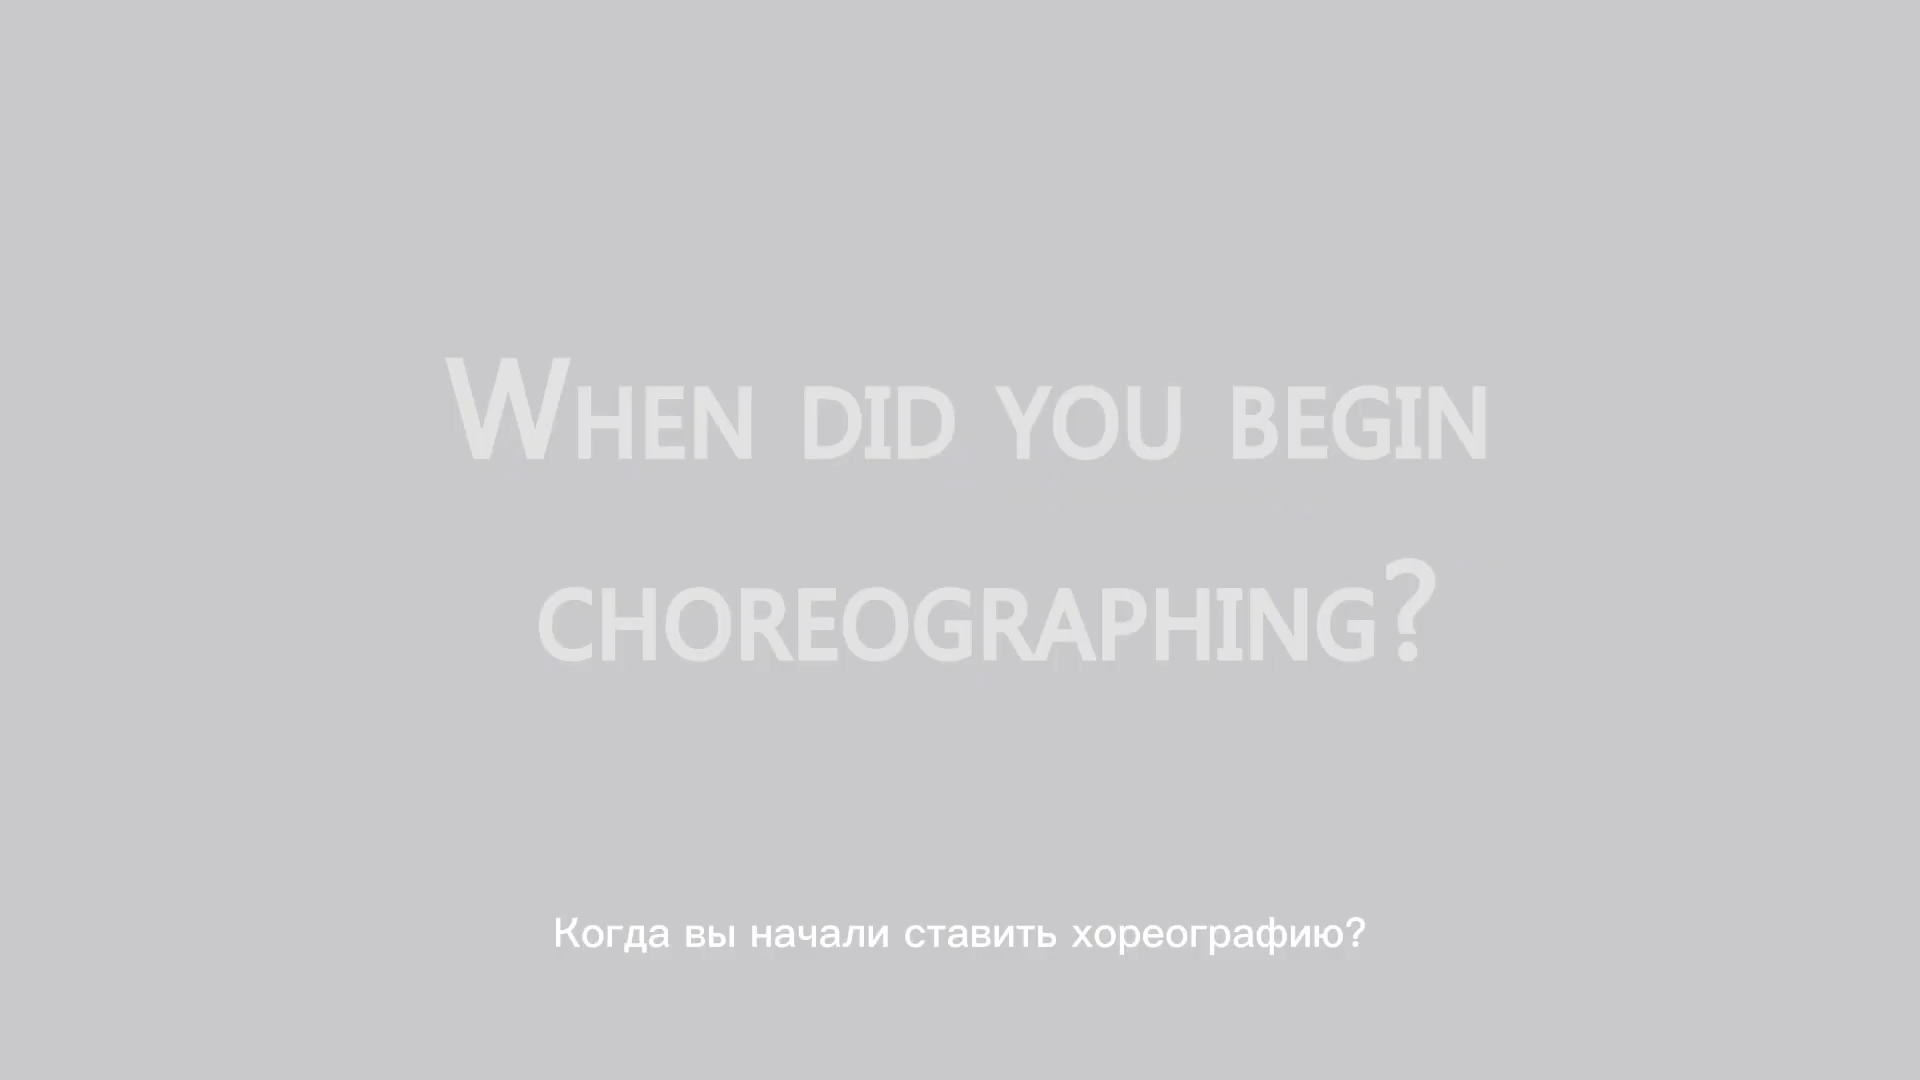 When did you begin
choreographing?
Когда вы начали ставить хореографию?